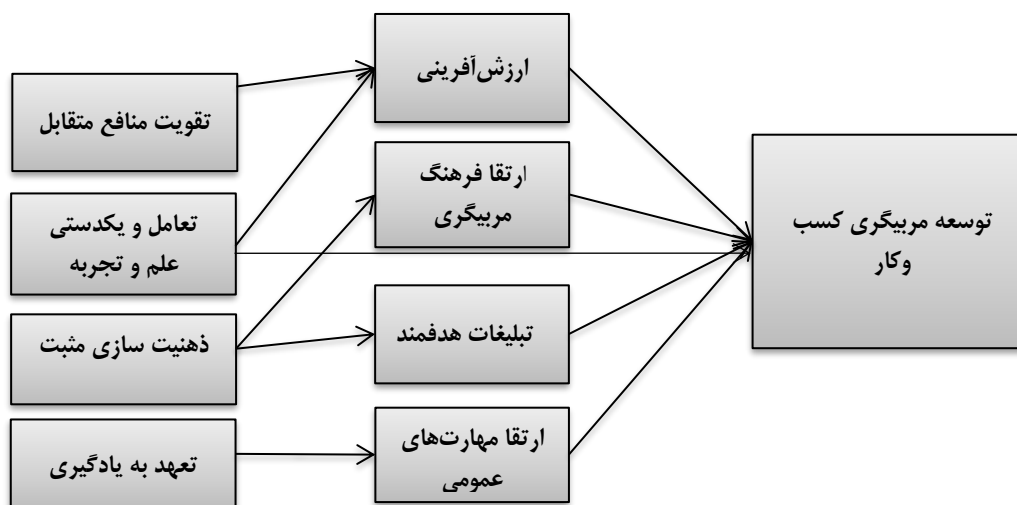 ارزش‌آفرینی
تقویت منافع متقابل
ارتقا فرهنگ
مربیگری
توسعه مربیگری کسب
وکار
تعامل و یکدستی
علم و تجربه
تبلیغات هدفمند
ذهنیت سازی مثبت
ارتقا مهارت‌های
عمومی
تعهد به یادگیری